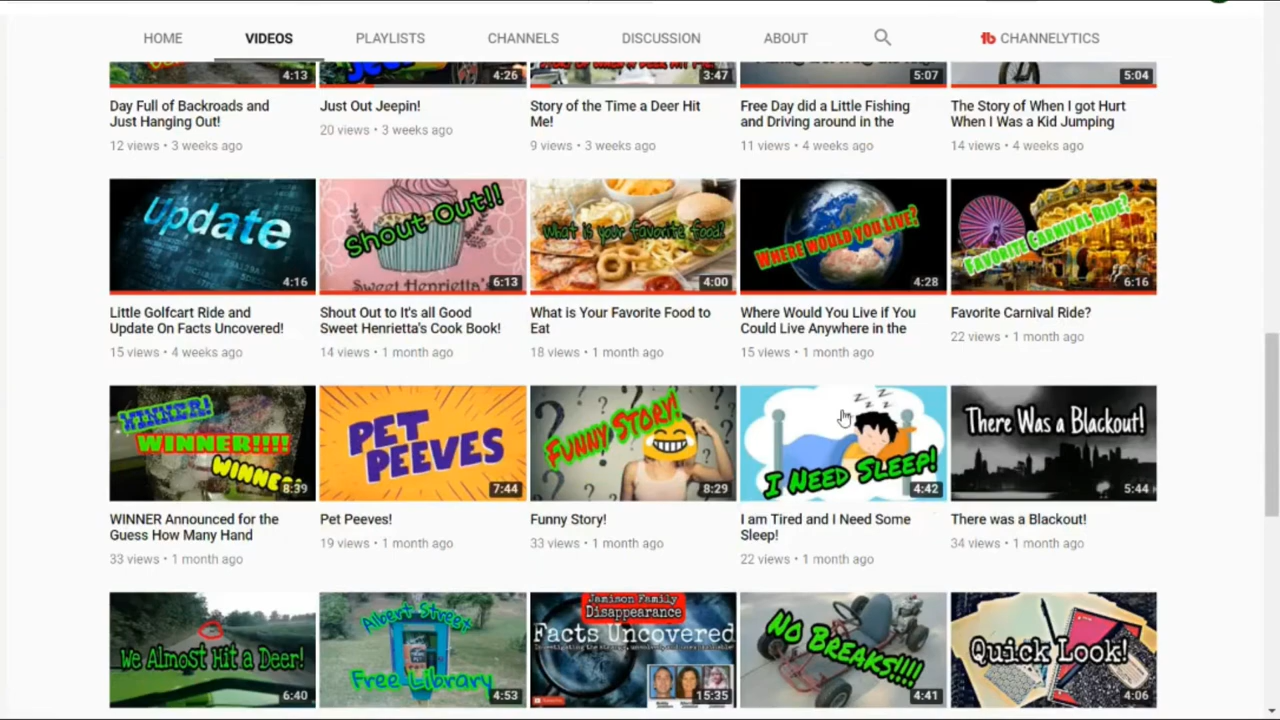 HOME
VIDEOS
PLAYLISTS
CHANNELS
DISCUSSION
ABOUT
CHANNELYTICS
4:13
4:26
3:47
5:07
5:04
Day Full of Backroads and
Just Hanging Out!
12 views • 3 weeks ago
Just Out Jeepin!
20 views • 3 weeks ago
Story of the Time a Deer Hit
Me!
9 views • 3 weeks ago
Free Day did a Little Fishing
and Driving around in the
11 views • 4 weeks ago
The Story of When I got Hurt
When I Was a Kid Jumping
14 views • 4 weeks ago
Update
4:16
Little Golfcart Ride and
Update On Facts Uncovered!
15 views • 4 weeks ago
Shout Out!!
Sweet Henrietta's
6:13
Shout Out to It's all Good
Sweet Henrietta's Cook Book!
14 views • 1 month ago
What is your favorite food?
4:00
What is Your Favorite Food to
Eat
18 views • 1 month ago
WHERE WOULD YOU LIVE?
4:28
Where Would You Live if You
Could Live Anywhere in the
15 views • 1 month ago
FAVORITE CARNIVAL RIDE?
6:16
Favorite Carnival Ride?
22 views • 1 month ago
WINNER!
WINNER!!!!
WINNER
8:39
WINNER Announced for the
Guess How Many Hand
33 views • 1 month ago
PET
PEEVES
7:44
Pet Peeves!
19 views • 1 month ago
FUNNY STORY!
8:29
Funny Story!
33 views • 1 month ago
z z z
I NEED SLEEP!
4:42
I am Tired and I Need Some
Sleep!
22 views • 1 month ago
There Was a Blackout!
5:44
There was a Blackout!
34 views • 1 month ago
We Almost Hit a Deer!
6:40
Albert Street
Free Library
4:53
Jamison Family
Disappearance
Facts Uncovered
15:35
NO BREAKS!!!!
4:41
Quick Look!
4:06